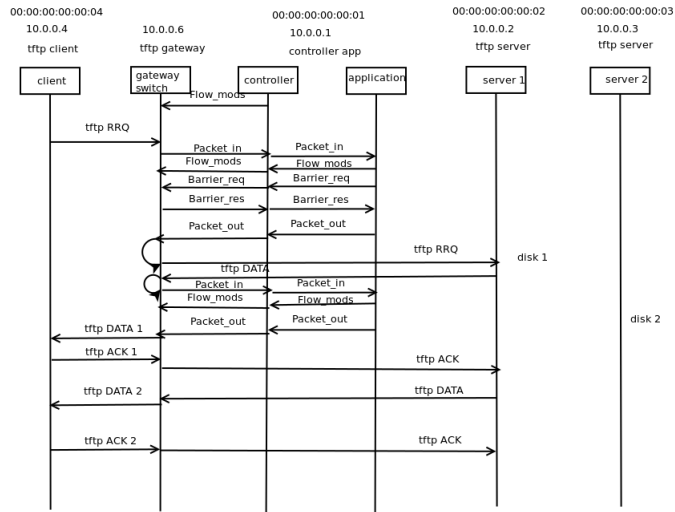 00:00:00:00:00:04
10.0.0.4
tftp client
10.0.0.6
tftp gateway
00:00:00:00:00:01
10.0.0.1
controller app
00:00:00:00:00:02
10.0.0.2
tftp server
00:00:00:00:00:03
10.0.0.3
tftp server
client
gateway
switch
controller
application
server 1
server 2
Flow_mods
tftp RRQ
Packet_in
Packet_in
Flow_mods
Flow_mods
Barrier_req
Barrier_req
Barrier_res
Barrier_res
Packet_out
Packet_out
tftp RRQ
disk 1
tftp DATA
Packet_in
Packet_in
Flow_mods
Flow_mods
Packet_out
Packet_out
disk 2
tftp DATA 1
tftp ACK 1
tftp ACK
tftp DATA 2
tftp DATA
tftp ACK 2
tftp ACK